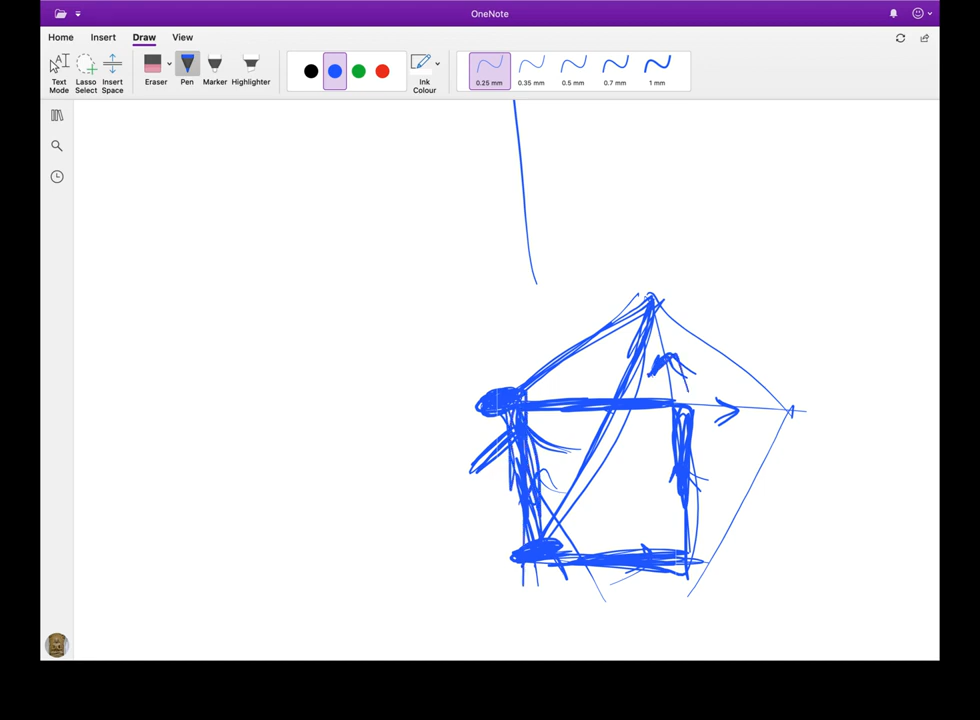 OneNote
Home Insert Draw View
Text Mode Lasso Select Insert Space Eraser Pen Marker Highlighter Ink Colour 0.25 mm 0.35 mm 0.5 mm 0.7 mm 1 mm